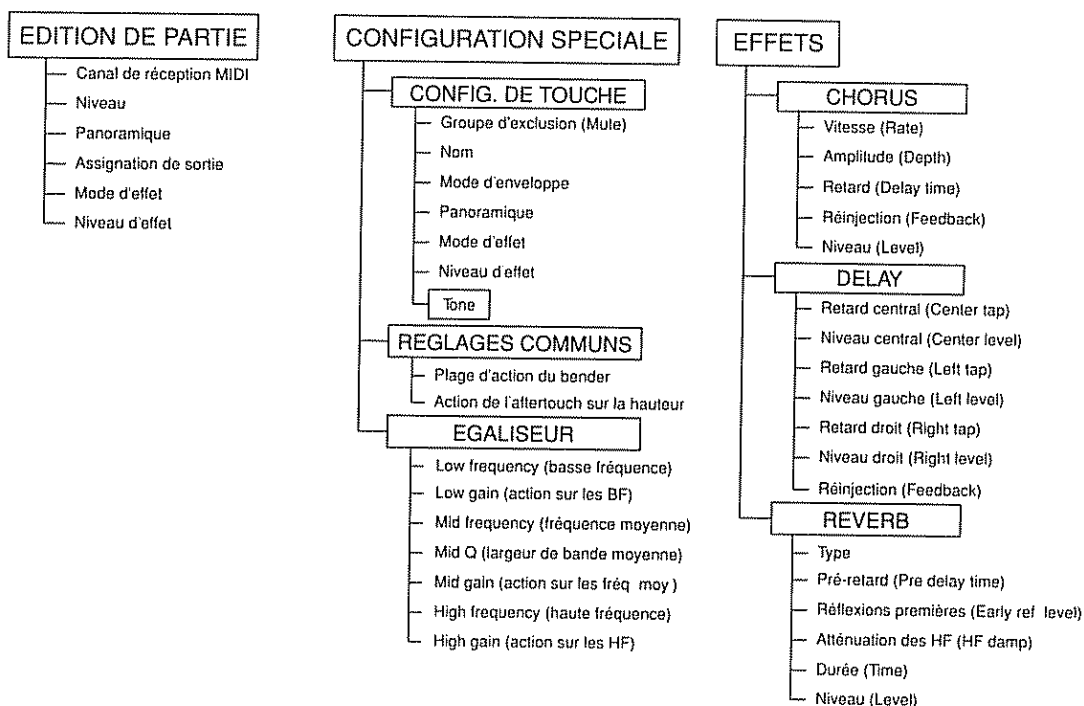 EDITION DE PARTIE
Canal de réception MIDI
Niveau
Panoramique
Assignation de sortie
Mode d'effet
Niveau d'effet
CONFIGURATION SPECIALE
CONFIG. DE TOUCHE
Groupe d'exclusion (Mute)
Nom
Mode d'enveloppe
Panoramique
Mode d'effet
Niveau d'effet
Tone
REGLAGES COMMUNS
Plage d'action du bender
Action de l'aftertouch sur la hauteur
EGALISEUR
Low frequency (basse fréquence)
Low gain (action sur les BF)
Mid frequency (fréquence moyenne)
Mid Q (largeur de bande moyenne)
Mid gain (action sur les fréq moy )
High frequency (haute fréquence)
High gain (action sur les HF)
EFFETS
CHORUS
Vitesse (Rate)
Amplitude (Depth)
Retard (Delay time)
Réinjection (Feedback)
Niveau (Level)
DELAY
Retard central (Center tap)
Niveau central (Center level)
Retard gauche (Left tap)
Niveau gauche (Left level)
Retard droit (Right tap)
Niveau droit (Right level)
Réinjection (Feedback)
REVERB
Type
Pré-retard (Pre delay time)
Réflexions premières (Early ref level)
Atténuation des HF (HF damp)
Durée (Time)
Niveau (Level)